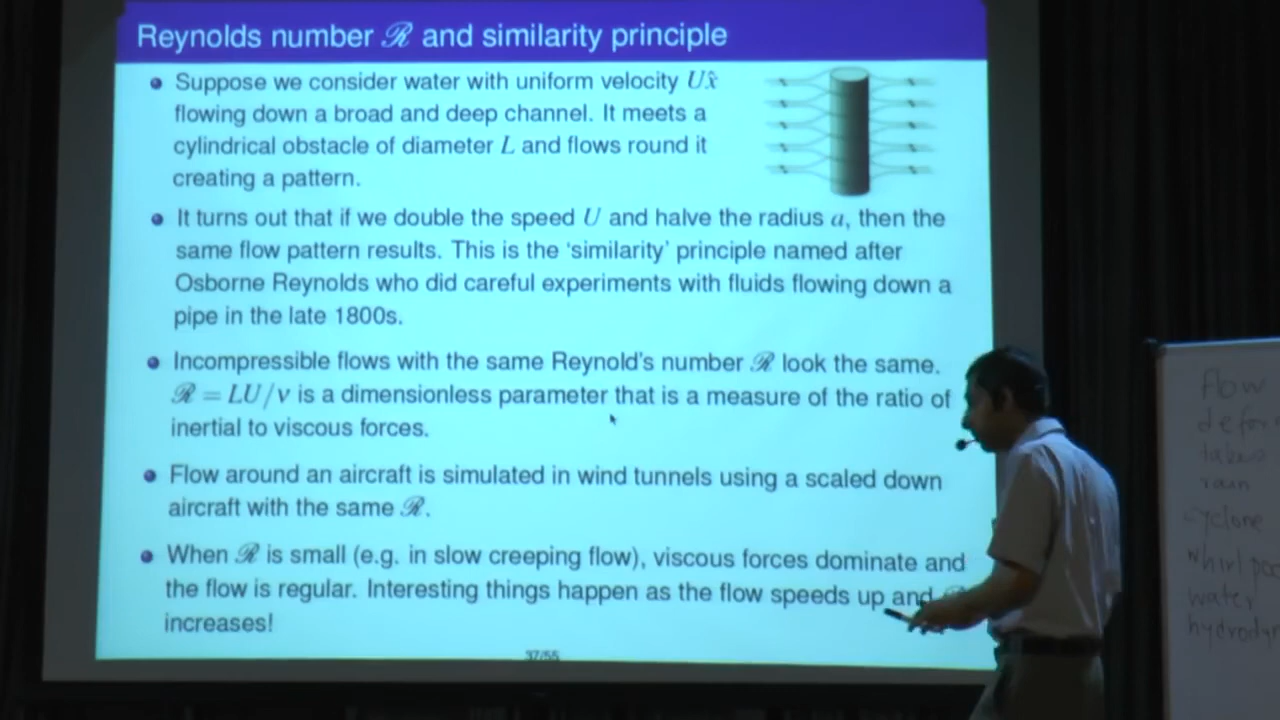 Reynolds number ℛ and similarity principle
Suppose we consider water with uniform velocity Ux̂
flowing down a broad and deep channel. It meets a
cylindrical obstacle of diameter L and flows round it
creating a pattern.
It turns out that if we double the speed U and halve the radius a, then the
same flow pattern results. This is the ‘similarity’ principle named after
Osborne Reynolds who did careful experiments with fluids flowing down a
pipe in the late 1800s.
Incompressible flows with the same Reynold's number ℛ look the same.
ℛ = LU/ν is a dimensionless parameter that is a measure of the ratio of
inertial to viscous forces.
Flow around an aircraft is simulated in wind tunnels using a scaled down
aircraft with the same ℛ.
When ℛ is small (e.g. in slow creeping flow), viscous forces dominate and
the flow is regular. Interesting things happen as the flow speeds up and
increases!
37/55
flow
rain
cyclone
water